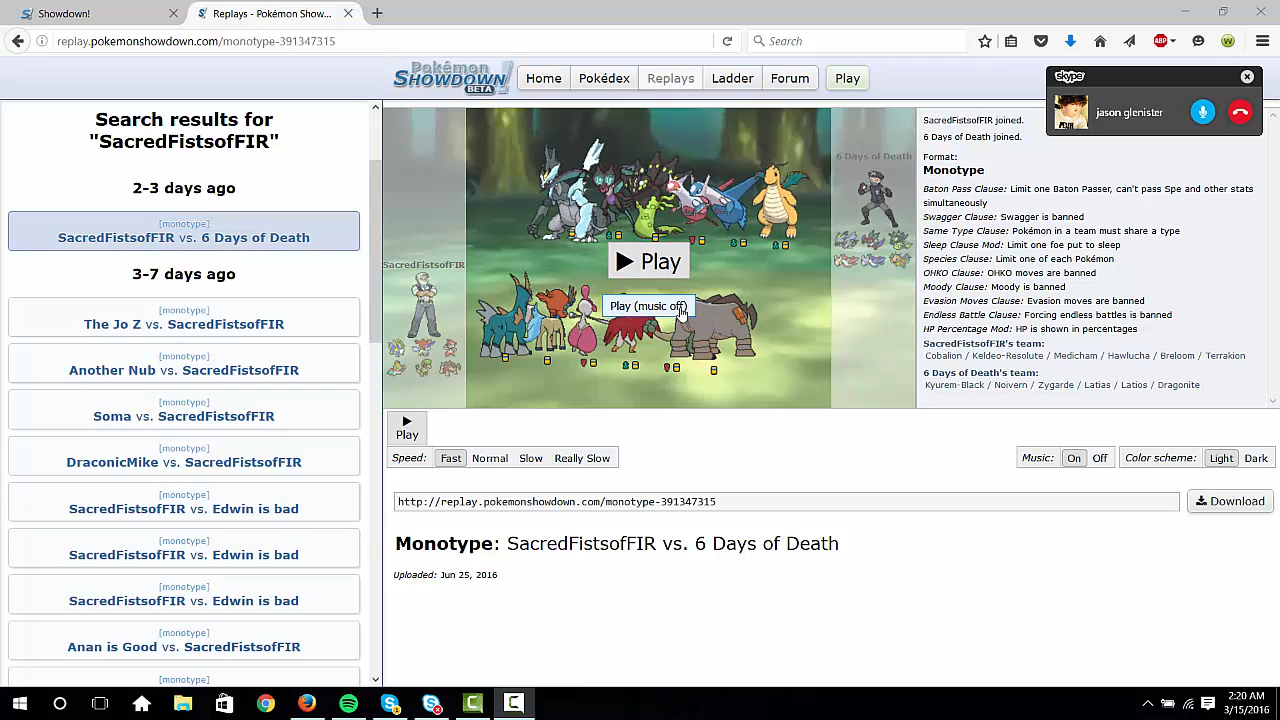 Showdown!
Replays - Pokémon Show...
replay.pokemonshowdown.com/monotype-391347315
Search
ABP
Pokémon
SHOWDOWN!
BETA
Home
Pokédex
Replays
Ladder
Forum
Play
skype
jason glenister
Search results for
"SacredFistsofFIR"
2-3 days ago
[monotype]
SacredFistsofFIR vs. 6 Days of Death
3-7 days ago
[monotype]
The Jo Z vs. SacredFistsofFIR
[monotype]
Another Nub vs. SacredFistsofFIR
[monotype]
Soma vs. SacredFistsofFIR
[monotype]
DraconicMike vs. SacredFistsofFIR
[monotype]
SacredFistsofFIR vs. Edwin is bad
[monotype]
SacredFistsofFIR vs. Edwin is bad
[monotype]
SacredFistsofFIR vs. Edwin is bad
[monotype]
Anan is Good vs. SacredFistsofFIR
[monotype]
6 Days of Death
SacredFistsofFIR
Play
Play (music off)
SacredFistsofFIR joined.
6 Days of Death joined.
Format:
Monotype
Baton Pass Clause: Limit one Baton Passer, can't pass Spe and other stats
simultaneously
Swagger Clause: Swagger is banned
Same Type Clause: Pokémon in a team must share a type
Sleep Clause Mod: Limit one foe put to sleep
Species Clause: Limit one of each Pokémon
OHKO Clause: OHKO moves are banned
Moody Clause: Moody is banned
Evasion Moves Clause: Evasion moves are banned
Endless Battle Clause: Forcing endless battles is banned
HP Percentage Mod: HP is shown in percentages
SacredFistsofFIR's team:
Cobalion / Keldeo-Resolute / Medicham / Hawlucha / Breloom / Terrakion
6 Days of Death's team:
Kyurem-Black / Noivern / Zygarde / Latias / Latios / Dragonite
Play
Speed: Fast Normal Slow Really Slow
Music: On Off
Color scheme: Light Dark
http://replay.pokemonshowdown.com/monotype-391347315
Download
Monotype: SacredFistsofFIR vs. 6 Days of Death
Uploaded: Jun 25, 2016
2:20 AM
3/15/2016